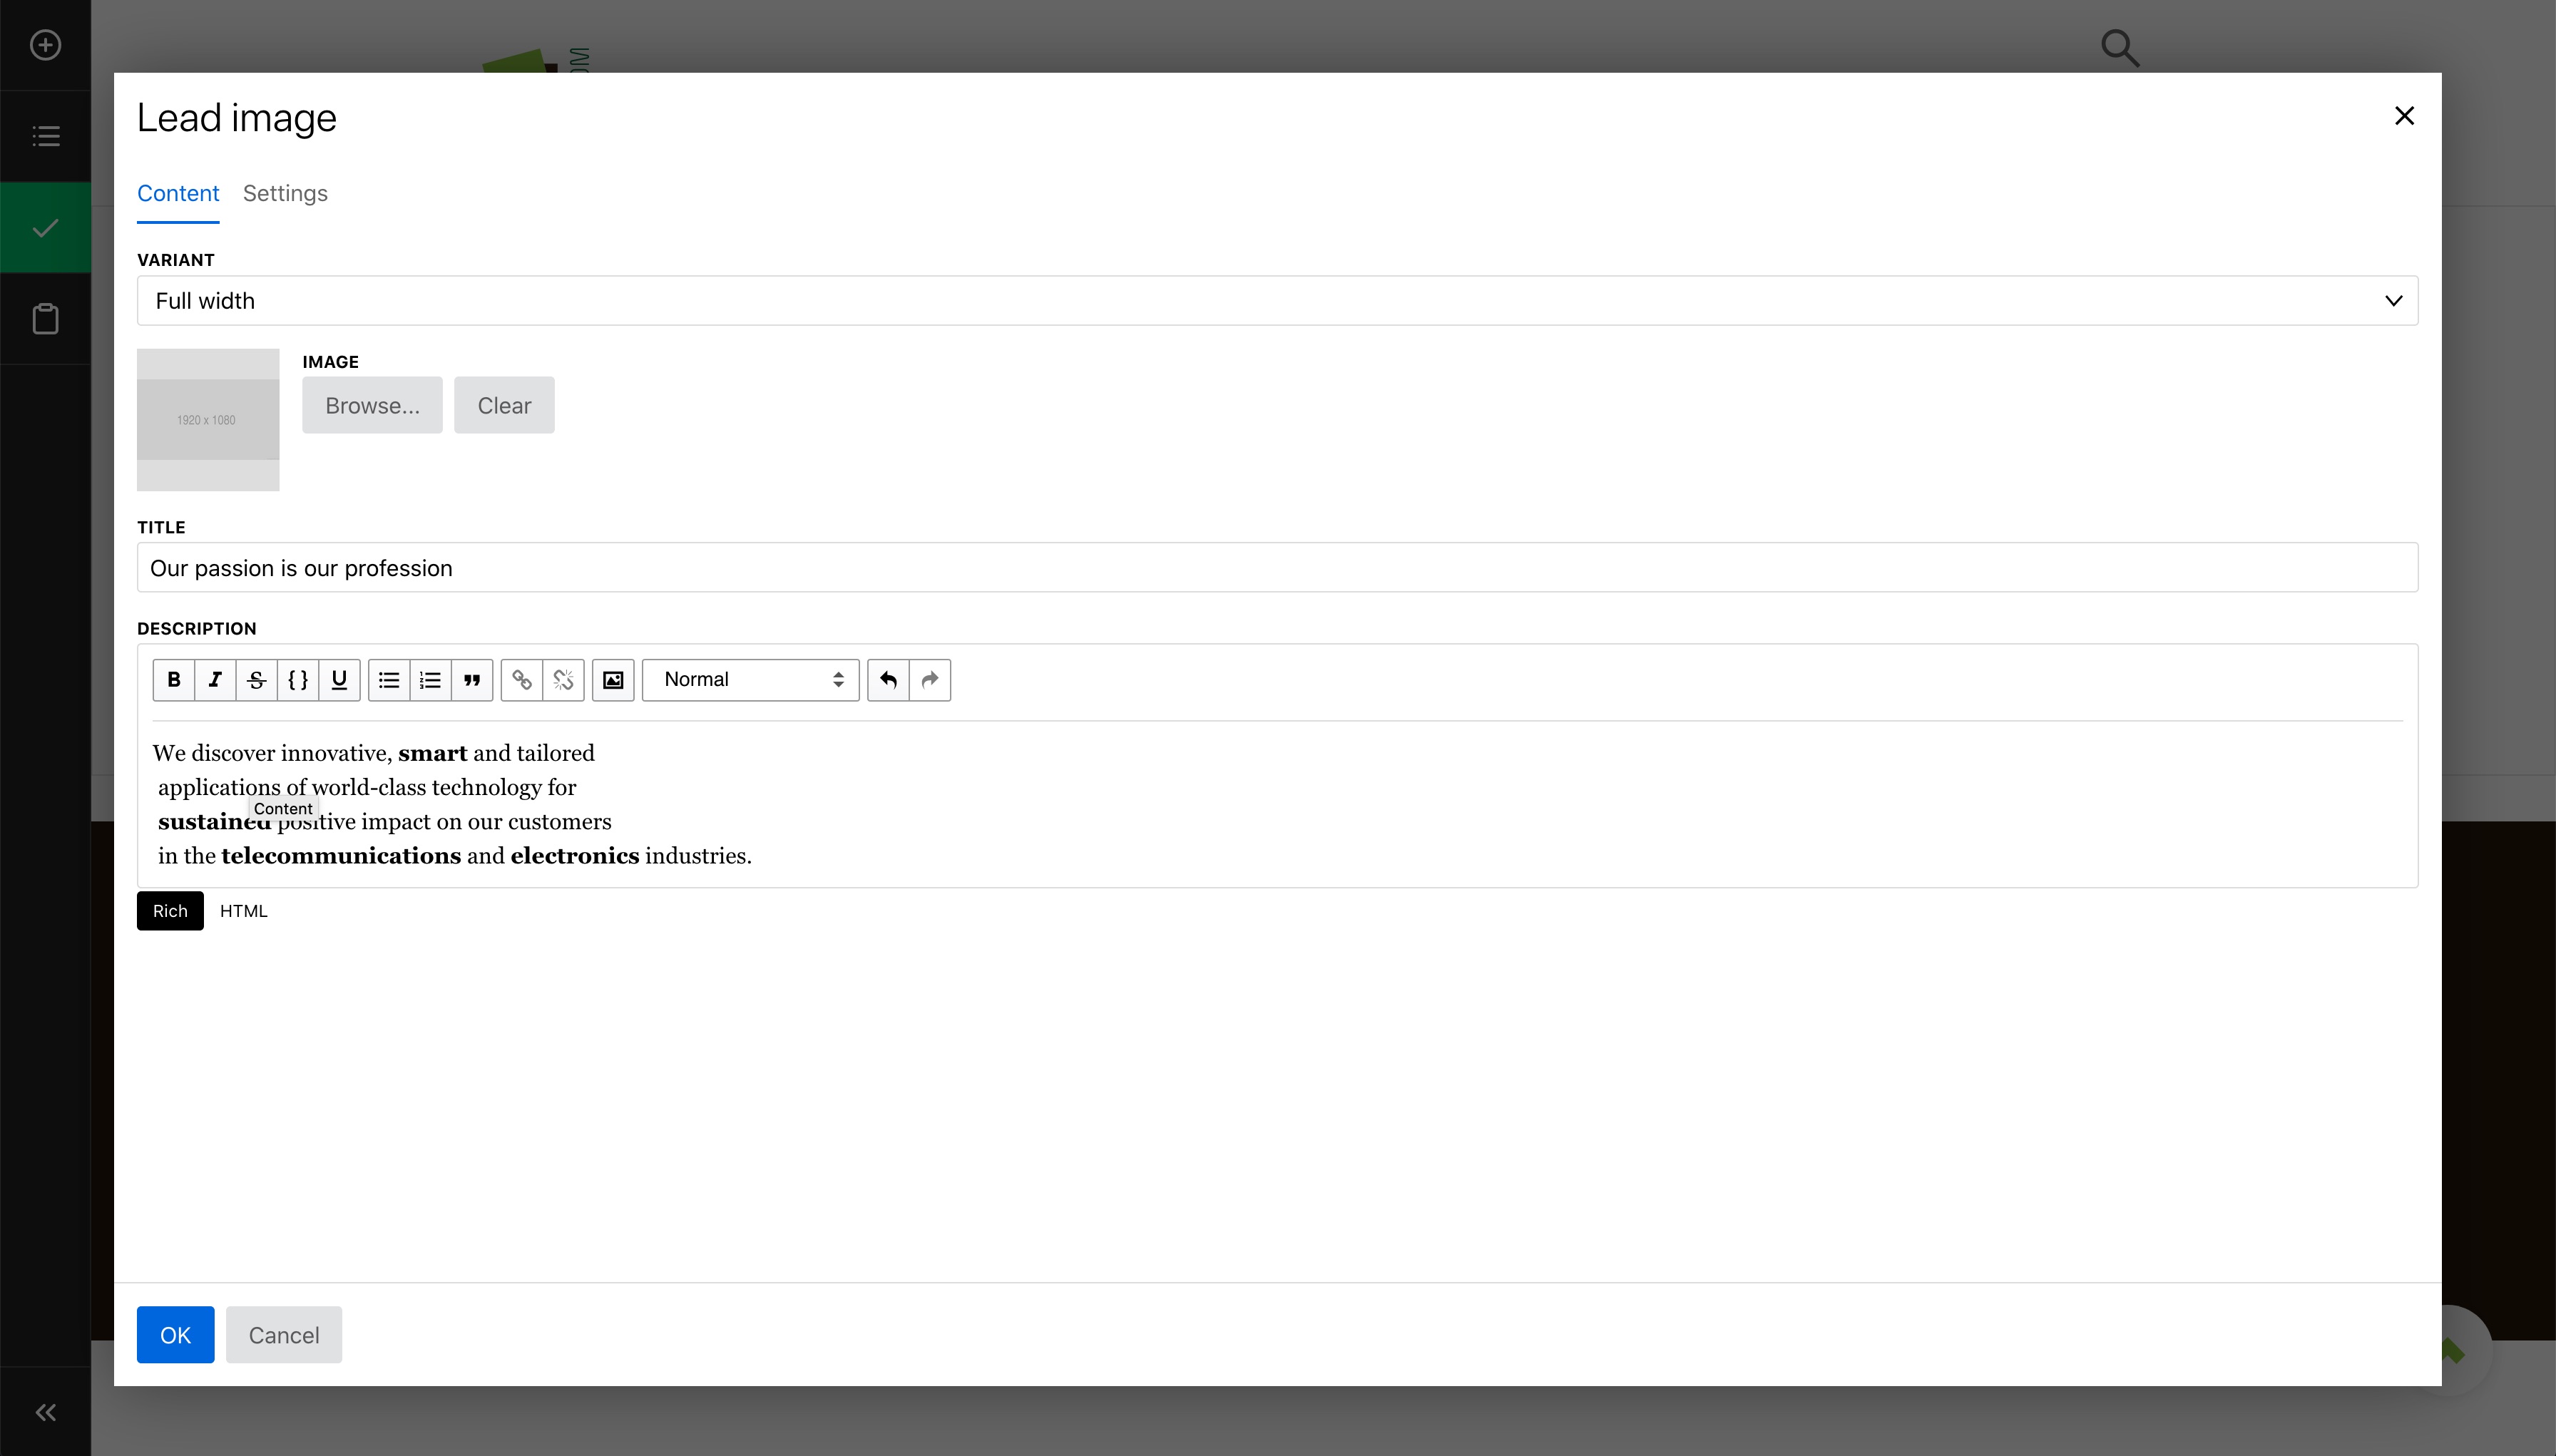 Lead image
Content Settings
VARIANT
Full width
1920 x 1080
IMAGE
Browse... Clear
TITLE
Our passion is our profession
DESCRIPTION
B I S { } U Normal
We discover innovative, smart and tailored
applications of world-class technology for
Content
sustained positive impact on our customers
in the telecommunications and electronics industries.
Rich HTML
OK Cancel